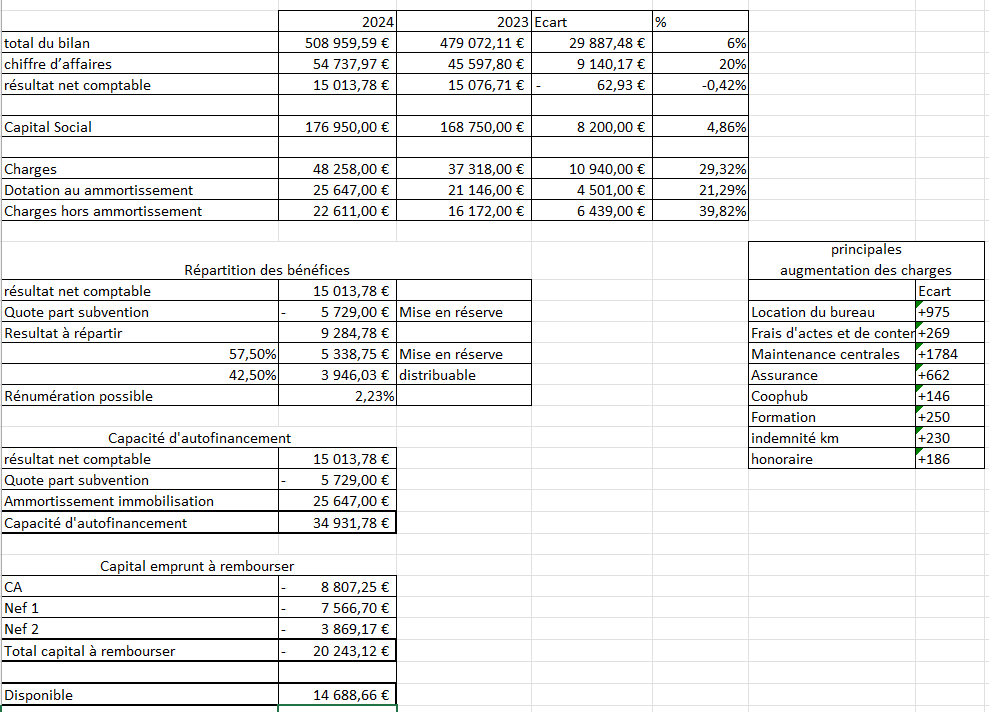 2024 2023 Ecart %
total du bilan 508 959,59 € 479 072,11 € 29 887,48 € 6%
chiffre d’affaires 54 737,97 € 45 597,80 € 9 140,17 € 20%
résultat net comptable 15 013,78 € 15 076,71 € - 62,93 € -0,42%
Capital Social 176 950,00 € 168 750,00 € 8 200,00 € 4,86%
Charges 48 258,00 € 37 318,00 € 10 940,00 € 29,32%
Dotation au ammortissement 25 647,00 € 21 146,00 € 4 501,00 € 21,29%
Charges hors ammortissement 22 611,00 € 16 172,00 € 6 439,00 € 39,82%
Répartition des bénéfices
résultat net comptable 15 013,78 €
Quote part subvention - 5 729,00 € Mise en réserve
Resultat à répartir 9 284,78 €
57,50% 5 338,75 € Mise en réserve
42,50% 3 946,03 € distribuable
Rénumération possible 2,23%
principales
augmentation des charges
Ecart
Location du bureau +975
Frais d'actes et de conter +269
Maintenance centrales +1784
Assurance +662
Coophub +146
Formation +250
indemnité km +230
honoraire +186
Capacité d'autofinancement
résultat net comptable 15 013,78 €
Quote part subvention - 5 729,00 €
Ammortissement immobilisation 25 647,00 €
Capacité d'autofinancement 34 931,78 €
Capital emprunt à rembourser
CA - 8 807,25 €
Nef 1 - 7 566,70 €
Nef 2 - 3 869,17 €
Total capital à rembourser - 20 243,12 €
Disponible 14 688,66 €